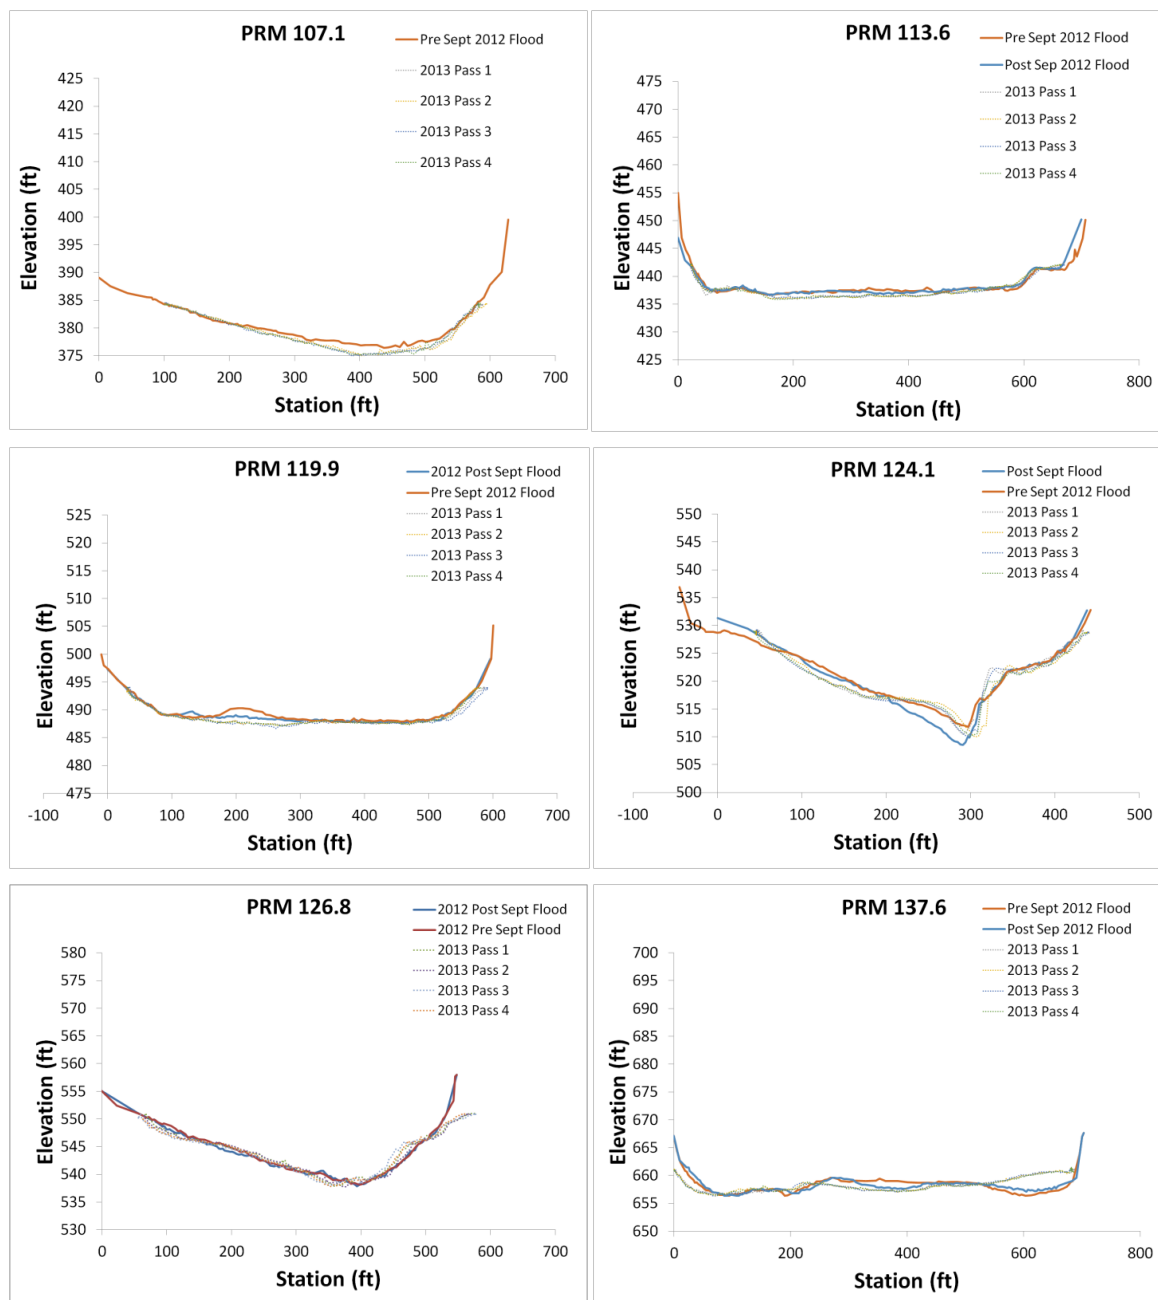 PRM 107.1
Pre Sept 2012 Flood
2013 Pass 1
2013 Pass 2
2013 Pass 3
2013 Pass 4
425
420
415
410
405
400
395
390
385
380
375
Elevation (ft)
0 100 200 300 400 500 600 700
Station (ft)
PRM 113.6
Pre Sept 2012 Flood
Post Sep 2012 Flood
2013 Pass 1
2013 Pass 2
2013 Pass 3
2013 Pass 4
475
470
465
460
455
450
445
440
435
430
425
Elevation (ft)
0 200 400 600 800
Station (ft)
PRM 119.9
2012 Post Sept Flood
Pre Sept 2012 Flood
2013 Pass 1
2013 Pass 2
2013 Pass 3
2013 Pass 4
525
520
515
510
505
500
495
490
485
480
475
Elevation (ft)
-100 0 100 200 300 400 500 600 700
Station (ft)
PRM 124.1
Post Sept Flood
Pre Sept 2012 Flood
2013 Pass 1
2013 Pass 2
2013 Pass 3
2013 Pass 4
550
545
540
535
530
525
520
515
510
505
500
Elevation (ft)
-100 0 100 200 300 400 500
Station (ft)
PRM 126.8
2012 Post Sept Flood
2012 Pre Sept Flood
2013 Pass 1
2013 Pass 2
2013 Pass 3
2013 Pass 4
580
575
570
565
560
555
550
545
540
535
530
Elevation (ft)
0 100 200 300 400 500 600 700
Station (ft)
PRM 137.6
Pre Sept 2012 Flood
Post Sep 2012 Flood
2013 Pass 1
2013 Pass 2
2013 Pass 3
2013 Pass 4
700
695
690
685
680
675
670
665
660
655
650
Elevation (ft)
0 200 400 600 800
Station (ft)